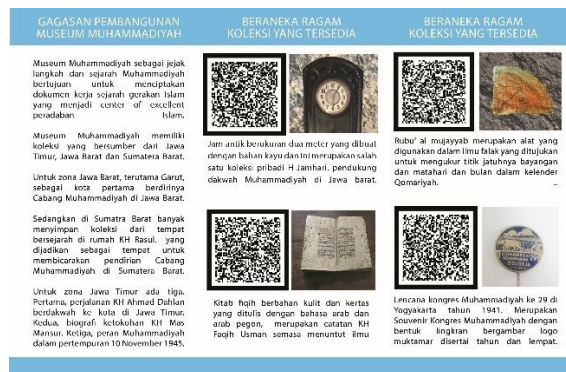 GAGASAN PEMBANGUNAN
MUSEUM MUHAMMADIYAH
Museum Muhammadiyah sebagai jejak
langkah dan sejarah Muhammadiyah
bertujuan untuk menciptakan
dokumen kerja sejarah gerakan Islam
yang menjadi center of excellent
peradaban Islam,
Museum Muhammadiyah memiliki
koleksi yang bersumber dari Jawa
Timur, Jawa Barat dan Sumatera Barat,
Untuk zona Jawa Barat, terutama Garut,
sebagai kota pertama berdirinya
Cabang Muhammadiyah di Jawa Barat.
Sedangkan di Sumatra Barat banyak
menyimpan koleksi dari tempat
bersejarah di rumah KH Rasul, yang
dijadikan sebagai tempat untuk
membicarakan pendirian Cabang
Muhammadiyah di Sumatera Barat.
Untuk zona Jawa Timur ada tiga.
Pertama, perjalanan KH Ahmad Dahlan
berdakwah ke kota di Jawa Timur.
Kedua, biografi ketokohan KH Mas
Mansur. Ketiga, peran Muhammadiyah
dalam pertempuran 10 November 1945,
BERANEKA RAGAM
KOLEKSI YANG TERSEDIA
Jam antik berukuran dua meter yang dibuat
dengan bahan kayu dan ini merupakan salah
satu koleksi pribadi H Jamhari, pendukung
dakwah Muhammadiyah di Jawa barat.
Kitab fiqih berbahan kulit dan kertas
yang ditulis dengan bahasa arab dan
arab pegon, merupakan catatan KH
Faqih Usman semasa menuntut ilmu
BERANEKA RAGAM
KOLEKSI YANG TERSEDIA
Rubu' al mujayyab merupakan alat yang
digunakan dalam ilmu falak yang ditujukan
untuk mengukur titik jatuhnya bayangan
dan matahari dan bulan dalam kelender
Qomariyah. ..
Lencana kongres Muhammadiyah ke 29 di
Yogyakarta tahun 1941. Merupakan
Souvenir Kongres Muhammadiyah dengan
bentuk lingkran bergambar logo
muktamar disertai tahun dan lempat.